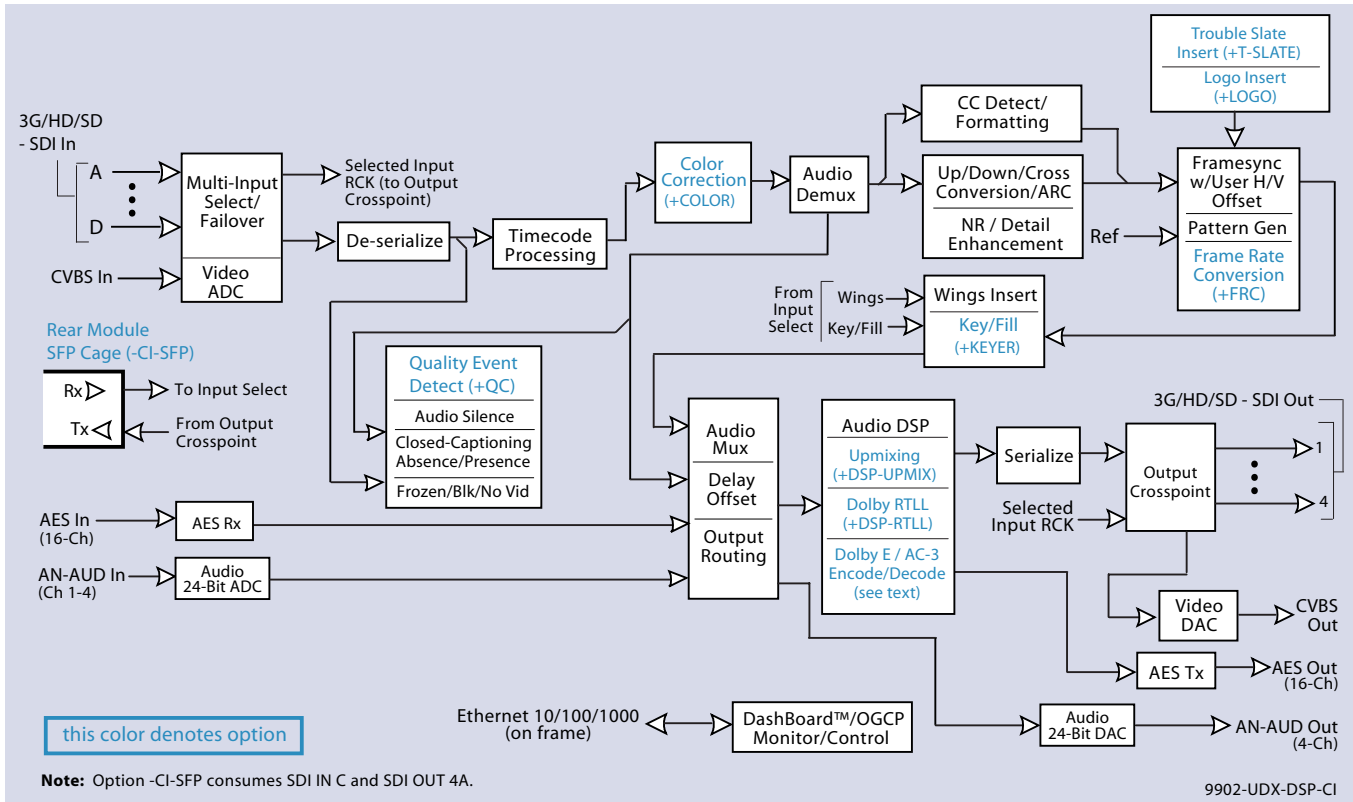 Trouble Slate
Insert (+T-SLATE)
Logo Insert
(+LOGO)
3G/HD/SD
- SDI In
A
D
CVBS In
Multi-Input
Select/
Failover
Video
ADC
Selected Input
RCK (to Output
Crosspoint)
De-serialize
Timecode
Processing
Color
Correction
(+COLOR)
Audio
Demux
CC Detect/
Formatting
Up/Down/Cross
Conversion/ARC
NR / Detail
Enhancement
Ref
Framesync
w/User H/V
Offset
Pattern Gen
Frame Rate
Conversion
(+FRC)
From
Input
Select
Wings
Key/Fill
Wings Insert
Key/Fill
(+KEYER)
Rear Module
SFP Cage (-CI-SFP)
Rx
Tx
To Input Select
From Output
Crosspoint
Quality Event
Detect (+QC)
Audio Silence
Closed-Captioning
Absence/Presence
Frozen/Blk/No Vid
AES In
(16-Ch)
AES Rx
AN-AUD In
(Ch 1-4)
Audio
24-Bit ADC
Audio
Mux
Delay
Offset
Output
Routing
Audio DSP
Upmixing
(+DSP-UPMIX)
Dolby RTLL
(+DSP-RTLL)
Dolby E / AC-3
Encode/Decode
(see text)
Serialize
Selected
Input RCK
Output
Crosspoint
3G/HD/SD - SDI Out
1
4
Video
DAC
CVBS
Out
AES Tx
AES Out
(16-Ch)
Audio
24-Bit DAC
AN-AUD Out
(4-Ch)
Ethernet 10/100/1000
(on frame)
DashBoard™/OGCP
Monitor/Control
this color denotes option
Note: Option -CI-SFP consumes SDI IN C and SDI OUT 4A.
9902-UDX-DSP-CI